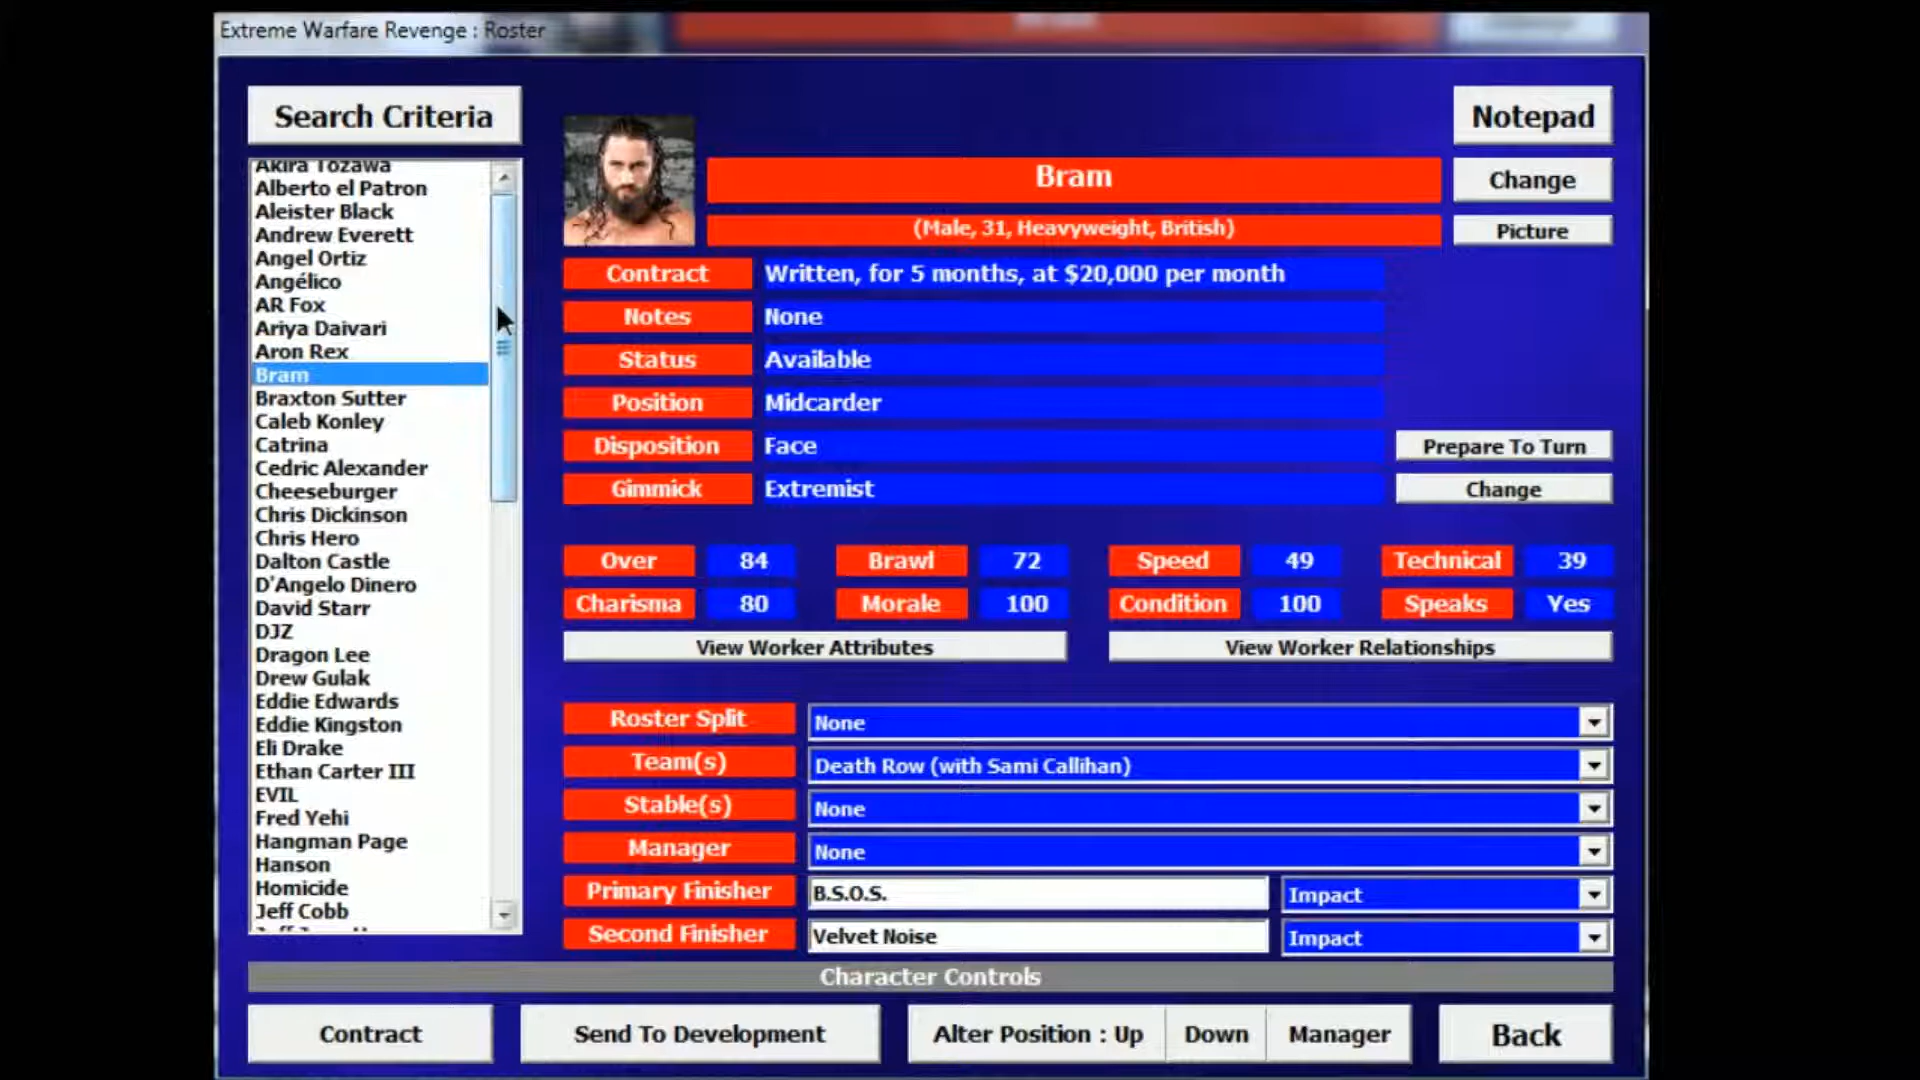 Extreme Warfare Revenge : Roster
Search Criteria
Notepad
Akira Tozawa
Alberto el Patron
Aleister Black
Andrew Everett
Angel Ortiz
Angélico
AR Fox
Ariya Daivari
Aron Rex
Bram
Braxton Sutter
Caleb Konley
Catrina
Cedric Alexander
Cheeseburger
Chris Dickinson
Chris Hero
Dalton Castle
D'Angelo Dinero
David Starr
DJZ
Dragon Lee
Drew Gulak
Eddie Edwards
Eddie Kingston
Eli Drake
Ethan Carter III
EVIL
Fred Yehi
Hangman Page
Hanson
Homicide
Jeff Cobb
Bram
Change
(Male, 31, Heavyweight, British)
Picture
Contract Written, for 5 months, at $20,000 per month
Notes None
Status Available
Position Midcarder
Disposition Face Prepare To Turn
Gimmick Extremist Change
Over 84 Brawl 72 Speed 49 Technical 39
Charisma 80 Morale 100 Condition 100 Speaks Yes
View Worker Attributes View Worker Relationships
Roster Split None
Team(s) Death Row (with Sami Callihan)
Stable(s) None
Manager None
Primary Finisher B.S.O.S. Impact
Second Finisher Velvet Noise Impact
Character Controls
Contract Send To Development Alter Position : Up Down Manager Back